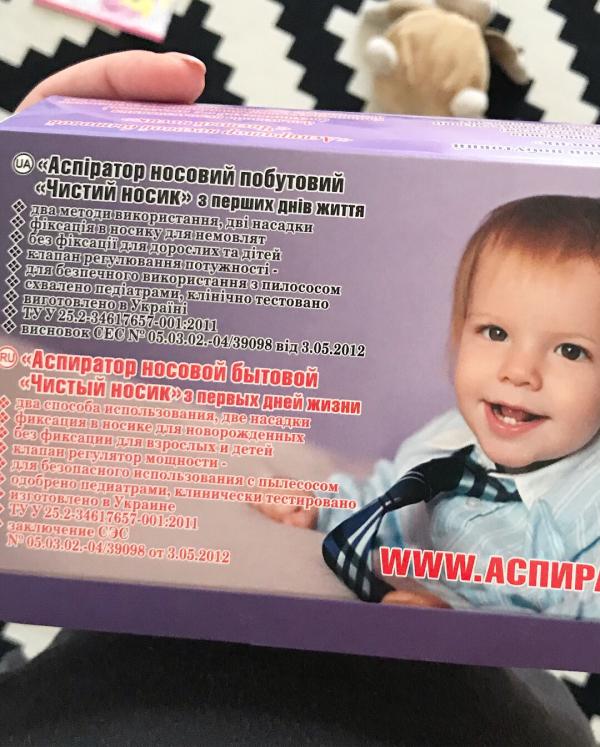 UA «Аспіратор носовий побутовий
«Чистий носик» з перших днів життя
два методи використання, дві насадки
фіксація в носику для немовлят
без фіксації для дорослих та дітей
клапан регулювання потужності -
для безпечного використання з пилососом
схвалено педіатрами, клінічно тестовано
виготовлено в Україні
ТУ У 25.2-34617657-001:2011
висновок СЕС № 05.03.02.-04/39098 від 3.05.2012
RU «Аспиратор носовой бытовой
«Чистый носик» з первых дней жизни
два способа использования, две насадки
фиксация в носике для новорожденных
без фиксации для взрослых и детей
клапан регулятор мощности -
для безопасного использования с пылесосом
одобрено педиатрами, клинически тестировано
изготовлено в Украине
ТУ У 25.2-34617657-001:2011
заключение СЭС
№ 05.03.02.-04/39098 от 3.05.2012
WWW.АСПИРА